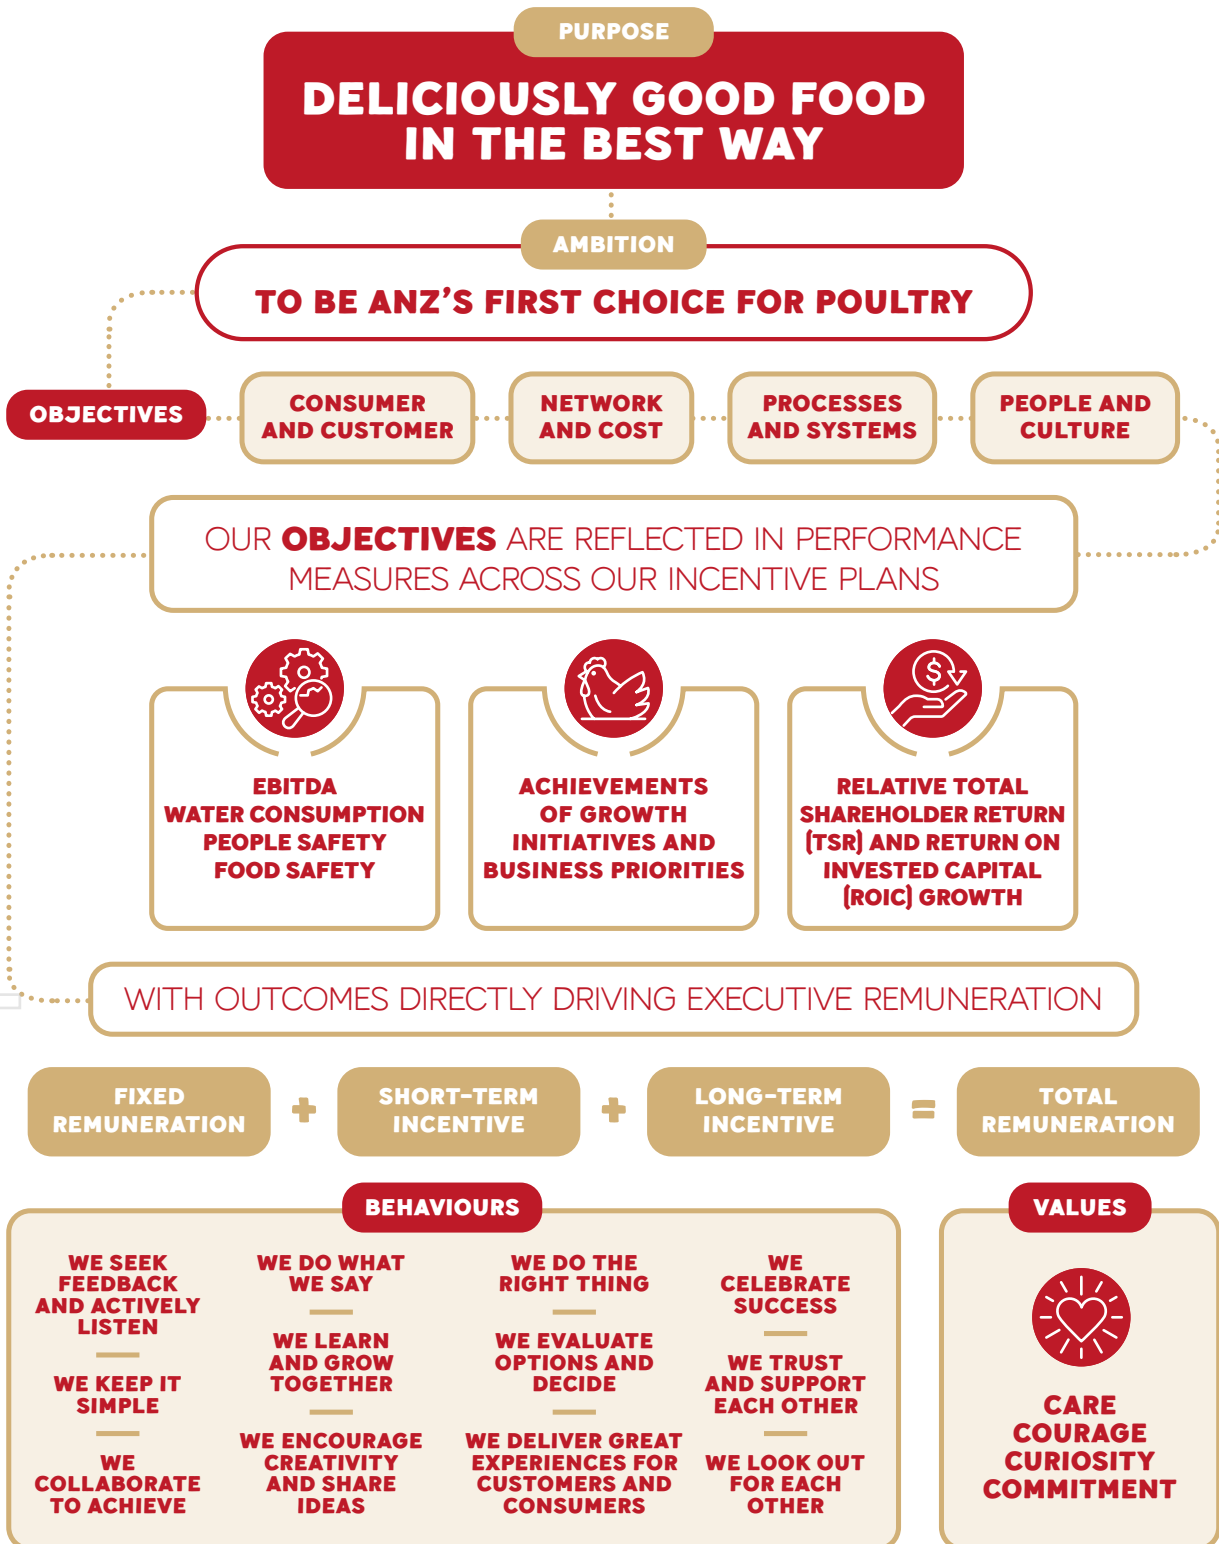 PURPOSE
DELICIOUSLY GOOD FOOD
IN THE BEST WAY
AMBITION
TO BE ANZ'S FIRST CHOICE FOR POULTRY
OBJECTIVES
CONSUMER
AND CUSTOMER
NETWORK
AND COST
PROCESSES
AND SYSTEMS
PEOPLE AND
CULTURE
OUR OBJECTIVES ARE REFLECTED IN PERFORMANCE
MEASURES ACROSS OUR INCENTIVE PLANS
EBITDA
WATER CONSUMPTION
PEOPLE SAFETY
FOOD SAFETY
ACHIEVEMENTS
OF GROWTH
INITIATIVES AND
BUSINESS PRIORITIES
$
RELATIVE TOTAL
SHAREHOLDER RETURN
(TSR) AND RETURN ON
INVESTED CAPITAL
(ROIC) GROWTH
WITH OUTCOMES DIRECTLY DRIVING EXECUTIVE REMUNERATION
FIXED
REMUNERATION
+
SHORT-TERM
INCENTIVE
+
LONG-TERM
INCENTIVE
=
TOTAL
REMUNERATION
BEHAVIOURS
WE SEEK
FEEDBACK
AND ACTIVELY
LISTEN
WE KEEP IT
SIMPLE
WE
COLLABORATE
TO ACHIEVE
WE DO WHAT
WE SAY
WE LEARN
AND GROW
TOGETHER
WE ENCOURAGE
CREATIVITY
AND SHARE
IDEAS
WE DO THE
RIGHT THING
WE EVALUATE
OPTIONS AND
DECIDE
WE DELIVER GREAT
EXPERIENCES FOR
CUSTOMERS AND
CONSUMERS
WE
CELEBRATE
SUCCESS
WE TRUST
AND SUPPORT
EACH OTHER
WE LOOK OUT
FOR EACH
OTHER
VALUES
CARE
COURAGE
CURIOSITY
COMMITMENT